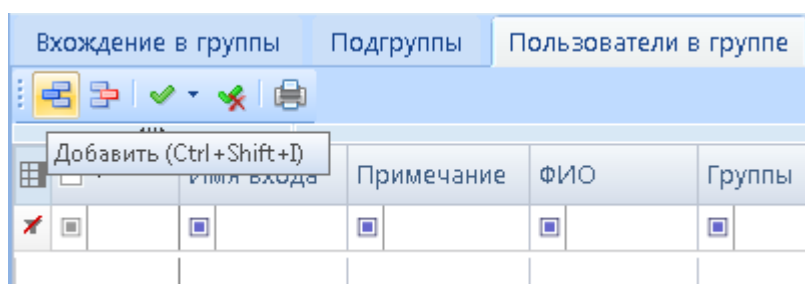 Вхождение в группы Подгруппы Пользователи в группе
Добавить (Ctrl+Shift+I)
Имя входа Примечание ФИО Группы